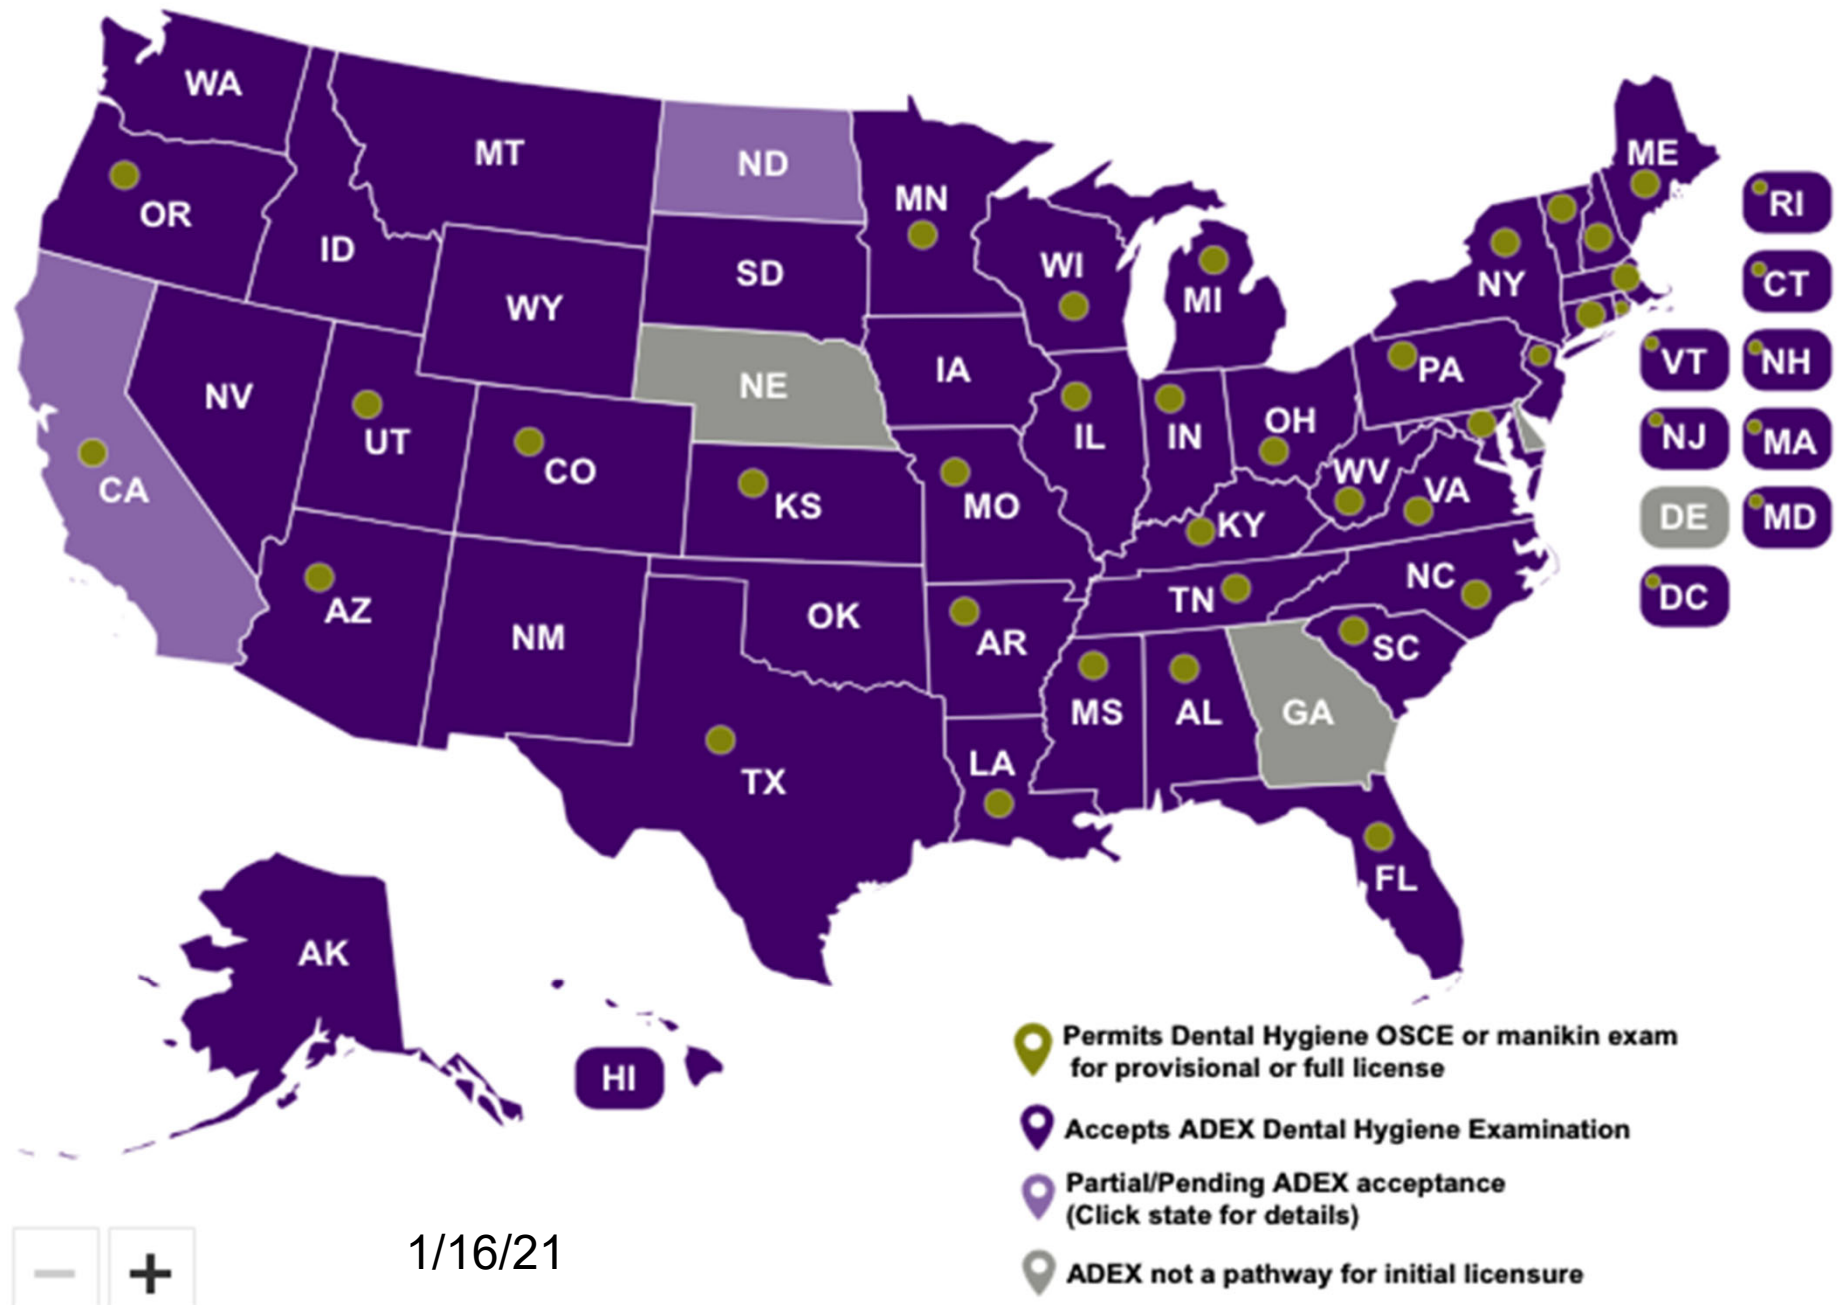 WA
MT
ND
ME
MN
RI
OR
ID
SD
WI
MI
NY
CT
WY
IA
NE
PA
VT
NH
NV
UT
CO
IL
IN
OH
NJ
MA
CA
KS
MO
WV
VA
KY
DE
MD
AZ
NM
OK
AR
TN
NC
DC
SC
MS
AL
GA
TX
LA
FL
AK
HI
Permits Dental Hygiene OSCE or manikin exam
for provisional or full license
Accepts ADEX Dental Hygiene Examination
Partial/Pending ADEX acceptance
(Click state for details)
ADEX not a pathway for initial licensure
− +
1/16/21